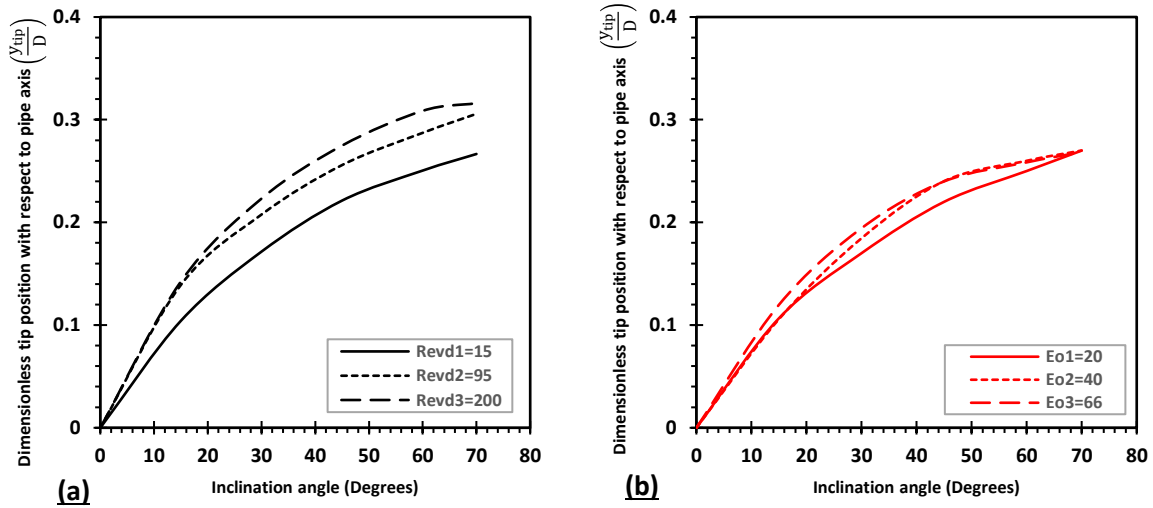 Dimensionless tip position with respect to pipe axis (y_tip/D)
0.4
0.3
0.2
0.1
0
0 10 20 30 40 50 60 70 80
Revd1=15
Revd2=95
Revd3=200
Inclination angle (Degrees)
(a)
Dimensionless tip position with respect to pipe axis (y_tip/D)
0.4
0.3
0.2
0.1
0
0 10 20 30 40 50 60 70 80
Eo1=20
Eo2=40
Eo3=66
Inclination angle (Degrees)
(b)